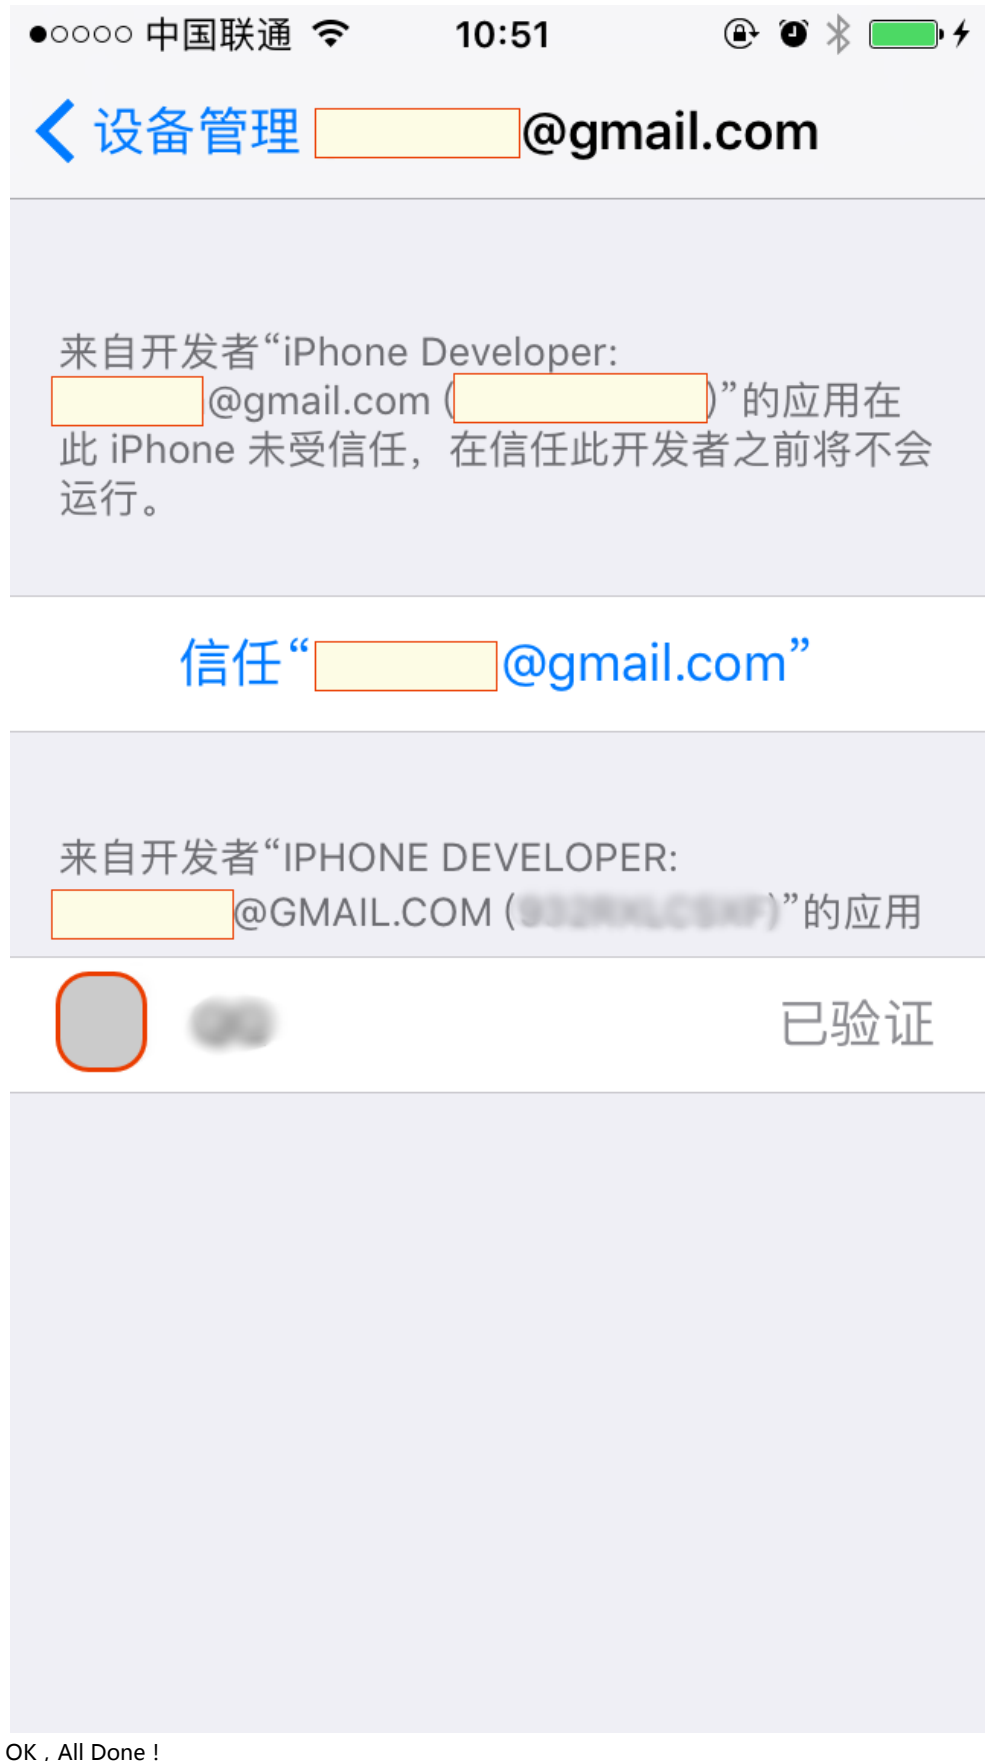 中国联通 10:51
设备管理 @gmail.com
来自开发者“iPhone Developer:
@gmail.com ( )”的应用在
此 iPhone 未受信任，在信任此开发者之前将不会
运行。
信任“ @gmail.com”
来自开发者“IPHONE DEVELOPER:
@GMAIL.COM ( )”的应用
已验证
OK , All Done !